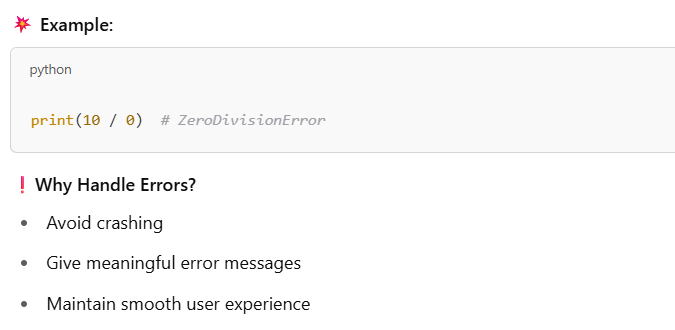 💥 Example:
python
print(10 / 0)  # ZeroDivisionError
❗Why Handle Errors?
• Avoid crashing
• Give meaningful error messages
• Maintain smooth user experience